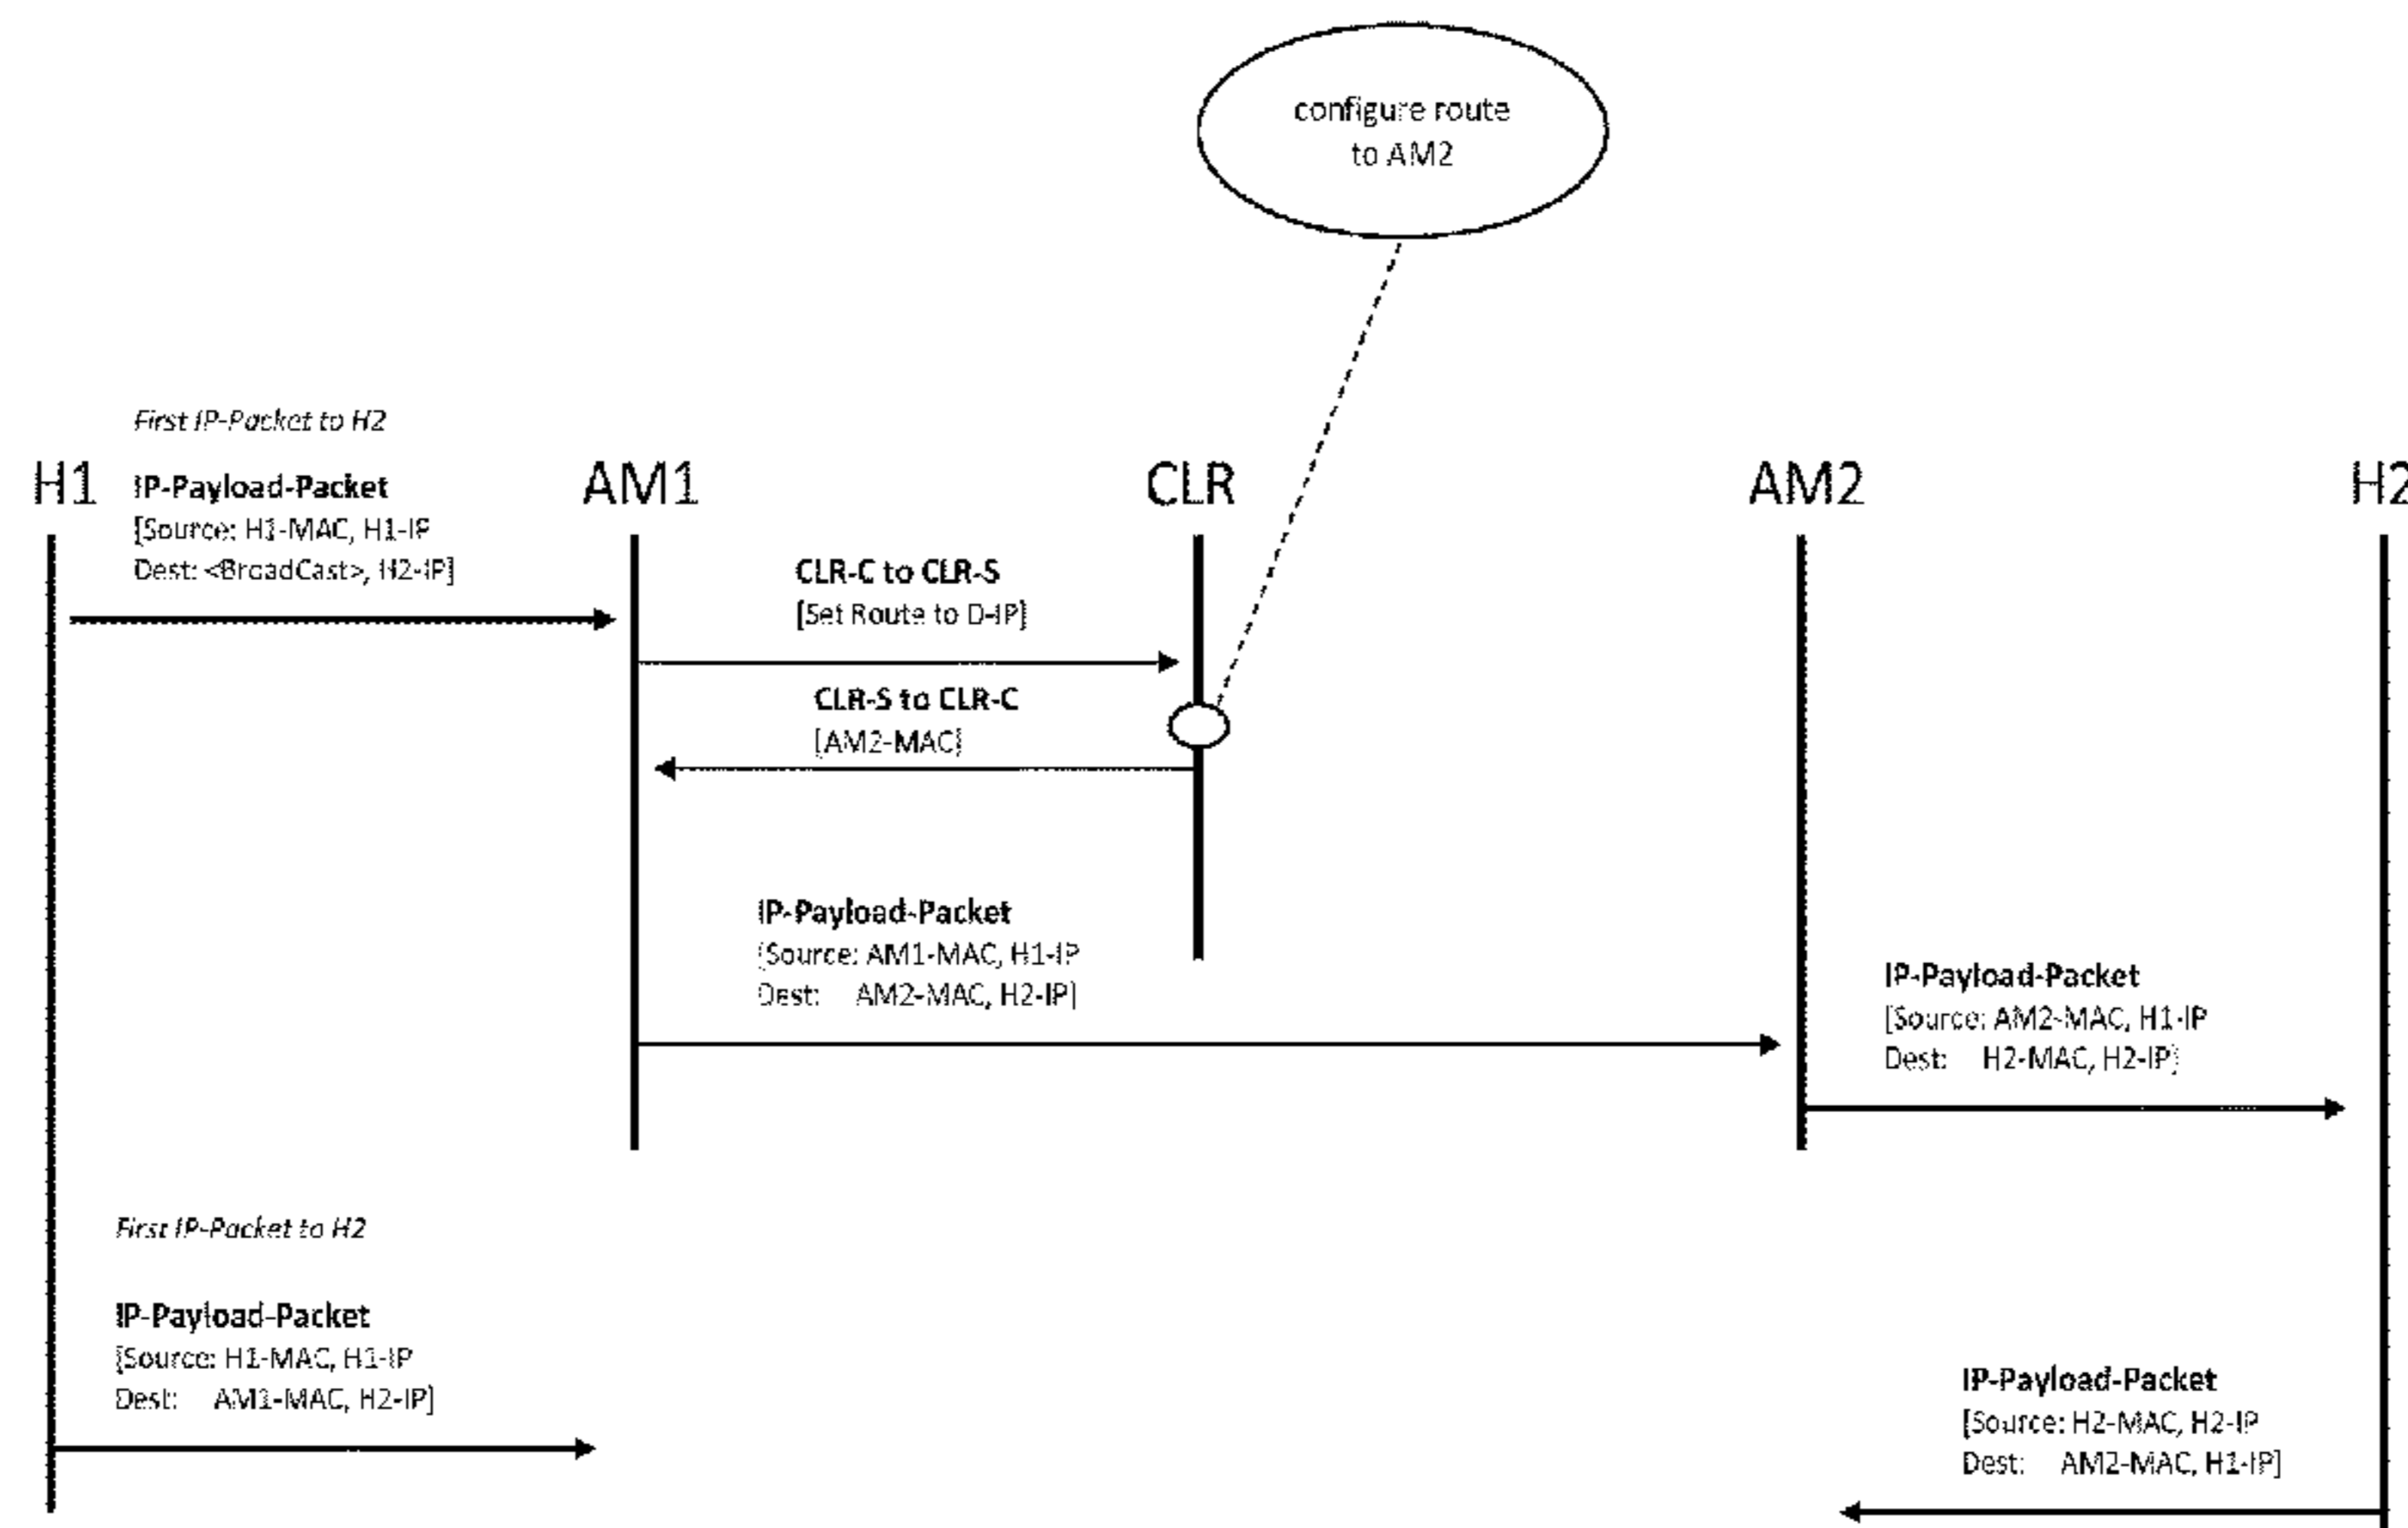 configure route
to AM2
First IP-Packet to H2
H1
IP-Payload-Packet
[Source: H1-MAC, H1-IP
Dest: <BroadCast>, H2-IP]
AM1
CLR
AM2
H2
CLR-C to CLR-S
[Set Route to D-IP]
CLR-S to CLR-C
[AM2-MAC]
IP-Payload-Packet
[Source: AM1-MAC, H1-IP
Dest: AM2-MAC, H2-IP]
IP-Payload-Packet
[Source: AM2-MAC, H1-IP
Dest: H2-MAC, H2-IP]
First IP-Packet to H2
IP-Payload-Packet
[Source: H1-MAC, H1-IP
Dest: AM1-MAC, H2-IP]
IP-Payload-Packet
[Source: H2-MAC, H2-IP
Dest: AM2-MAC, H1-IP]